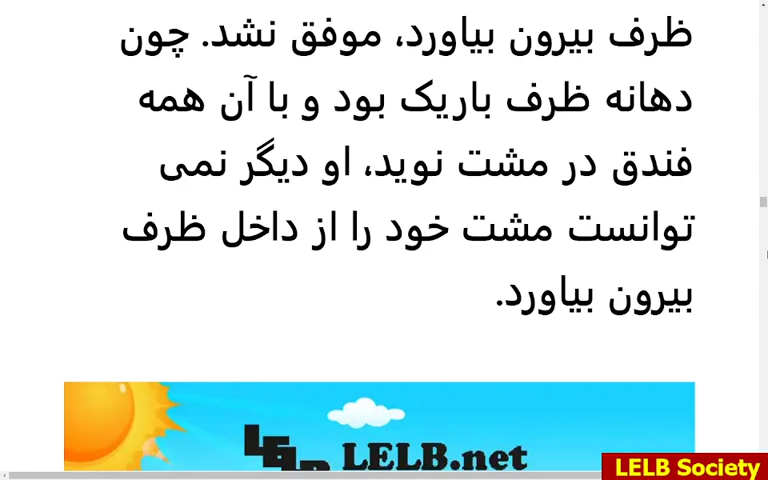 ظرف بیرون بیاورد، موفق نشد. چون
دهانه ظرف باریک بود و با آن همه
فندق در مشت نوید، او دیگر نمی
توانست مشت خود را از داخل ظرف
بیرون بیاورد.
LELB LELB.net
LELB Society